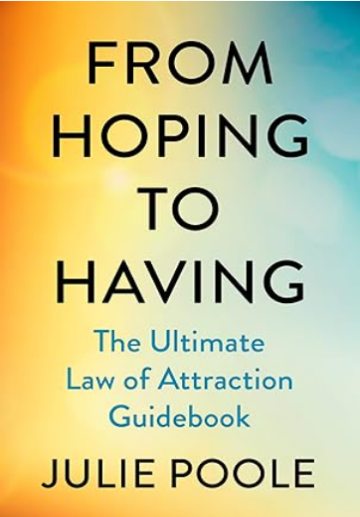 FROM
HOPING
TO
HAVING
The Ultimate
Law of Attraction
Guidebook
JULIE POOLE